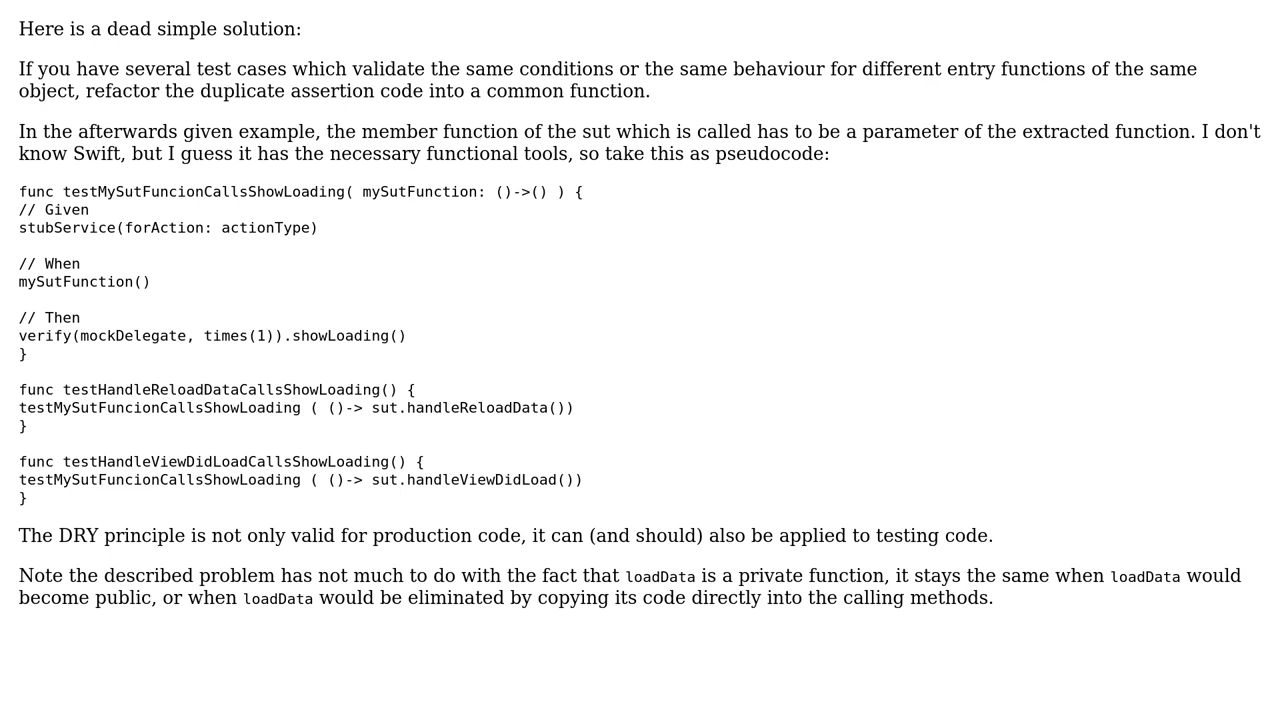 Here is a dead simple solution:
If you have several test cases which validate the same conditions or the same behaviour for different entry functions of the same
object, refactor the duplicate assertion code into a common function.
In the afterwards given example, the member function of the sut which is called has to be a parameter of the extracted function. I don't
know Swift, but I guess it has the necessary functional tools, so take this as pseudocode:
func testMySutFuncionCallsShowLoading( mySutFunction: ()->() ) {
// Given
stubService(forAction: actionType)
// When
mySutFunction()
// Then
verify(mockDelegate, times(1)).showLoading()
}
func testHandleReloadDataCallsShowLoading() {
testMySutFuncionCallsShowLoading ( ()-> sut.handleReloadData())
}
func testHandleViewDidLoadCallsShowLoading() {
testMySutFuncionCallsShowLoading ( ()-> sut.handleViewDidLoad())
}
The DRY principle is not only valid for production code, it can (and should) also be applied to testing code.
Note the described problem has not much to do with the fact that loadData is a private function, it stays the same when loadData would
become public, or when loadData would be eliminated by copying its code directly into the calling methods.